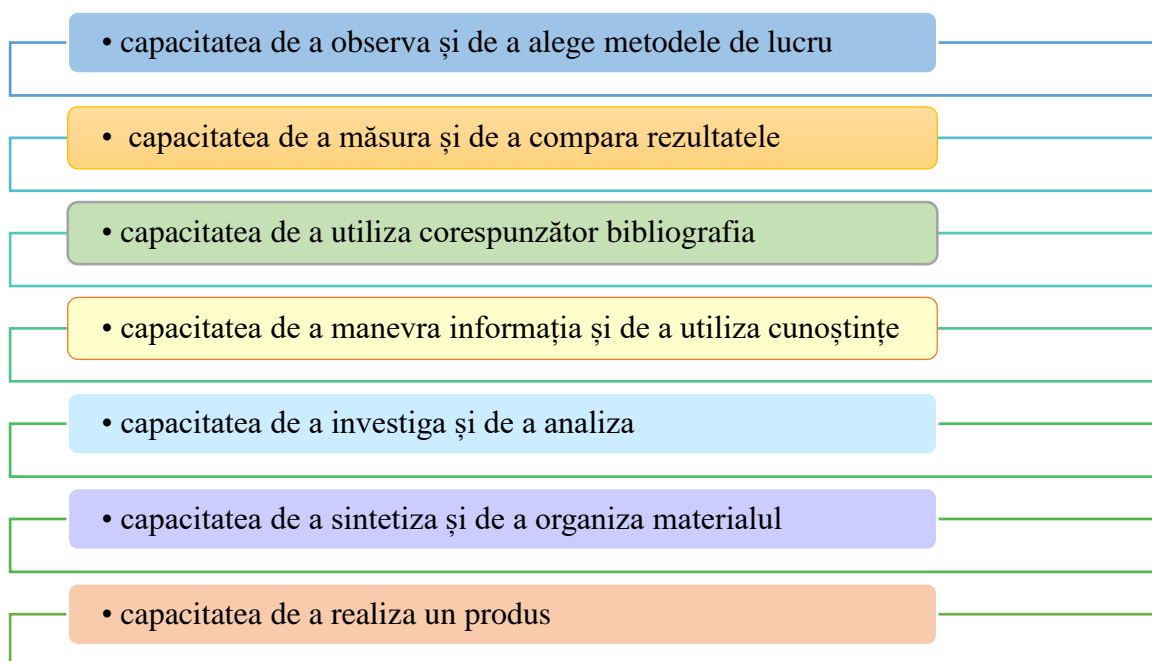 • capacitatea de a observa și de a alege metodele de lucru
• capacitatea de a măsura și de a compara rezultatele
• capacitatea de a utiliza corespunzător bibliografia
• capacitatea de a manevra informația și de a utiliza cunoștințe
• capacitatea de a investiga și de a analiza
• capacitatea de a sintetiza și de a organiza materialul
• capacitatea de a realiza un produs